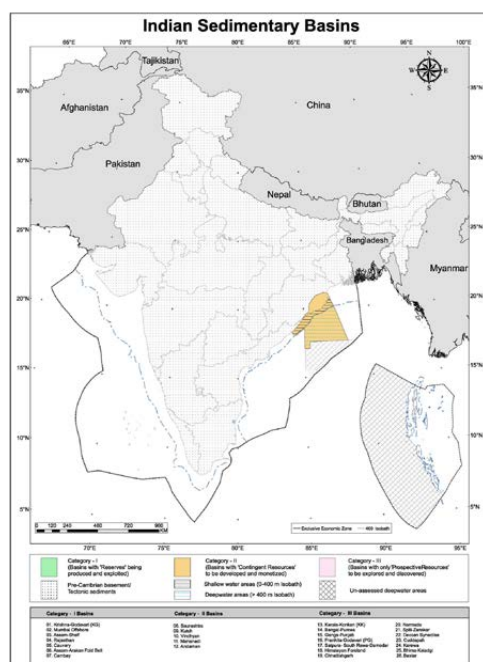 Indian Sedimentary Basins
65°E 70°E 75°E 80°E 85°E 90°E 95°E 100°E
N
W E
S
Tajikistan
35°N 35°N
Afghanistan
China
Pakistan
30°N 30°N
Nepal
Bhutan
25°N 25°N
Bangladesh
Myanmar
20°N 20°N
15°N 15°N
10°N 10°N
5°N 5°N
0 120 240 480 720 960
KM
Exclusive Economic Zone
400 Isobath
70°E 75°E 80°E 85°E 90°E 95°E
Category - I
(Basins with 'Reserves' being
produced and exploited)
Category - II
(Basins with 'Contingent Resources'
to be developed and monetized)
Category - III
(Basins with only 'Prospective Resources'
to be explored and discovered)
Pre-Cambrian basement/
Tectonic sediments
Shallow water areas (0-400 m isobath)
Deepwater areas (> 400 m isobath)
Un-assessed deepwater areas
Category - I Basins
Category - II Basins
Category - III Basins
01. Krishna-Godavari (KG)
02. Mumbai Offshore
03. Assam-Shelf
04. Rajasthan
05. Cauvery
06. Assam-Arakan Fold Belt
07. Cambay
08. Saurashtra
09. Kutch
10. Vindhyan
11. Mahanadi
12. Andaman
13. Kerala-Konkan (KK)
14. Bengal-Purnea
15. Ganga-Punjab
16. Pranhita-Godavari (PG)
17. Satpura- South Rewa-Damodar
18. Himalayan Foreland
19. Chhattisgarh
20. Narmada
21. Spiti-Zanskar
22. Deccan Syneclise
23. Cuddapah
24. Karewa
25. Bhima-Kaladgi
26. Bastar